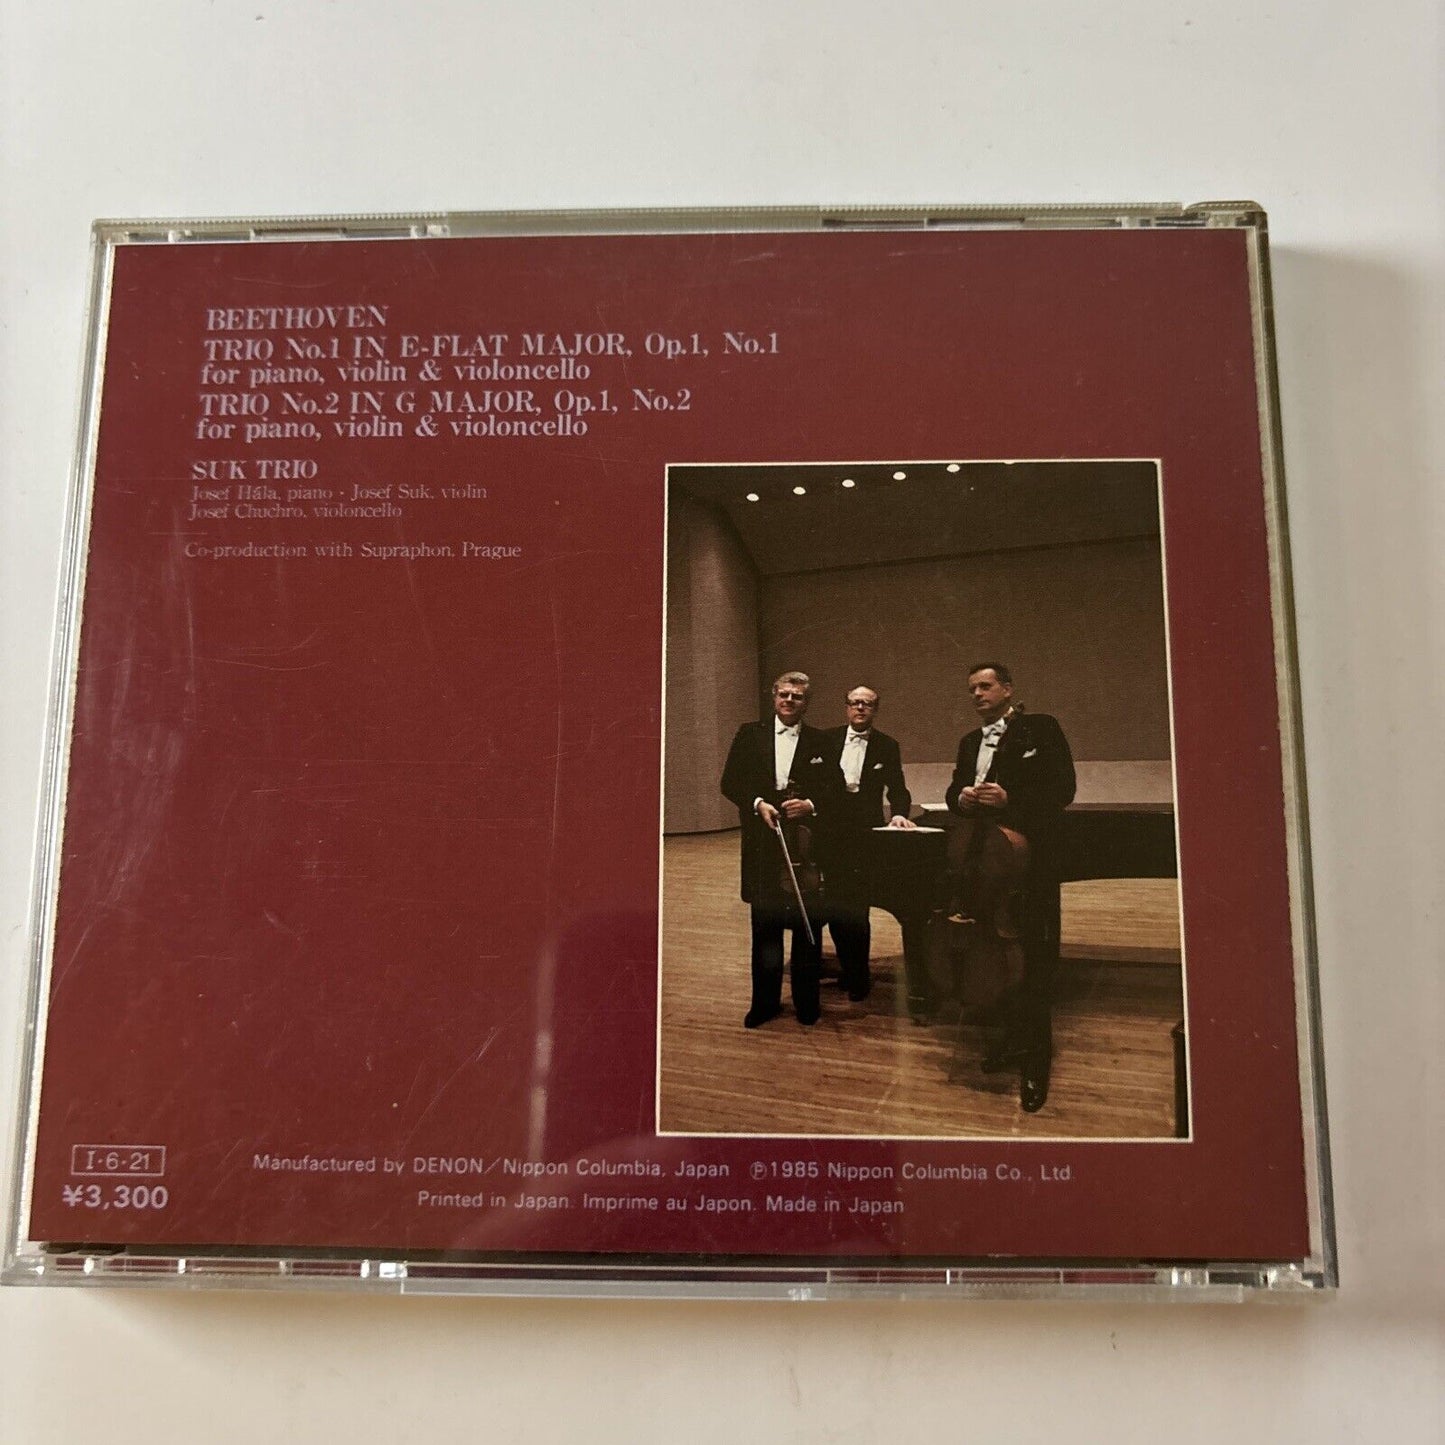 BEETHOVEN
TRIO No.1 IN E-FLAT MAJOR, Op.1, No.1
for piano, violin & violoncello
TRIO No.2 IN G MAJOR, Op.1, No.2
for piano, violin & violoncello
SUK TRIO
Josef Hála, piano · Josef Suk, violin
Josef Chuchro, violoncello
Co-production with Supraphon, Prague
I·6-21
¥3,300
Manufactured by DENON/Nippon Columbia, Japan ℗1985 Nippon Columbia Co., Ltd.
Printed in Japan. Imprime au Japon. Made in Japan